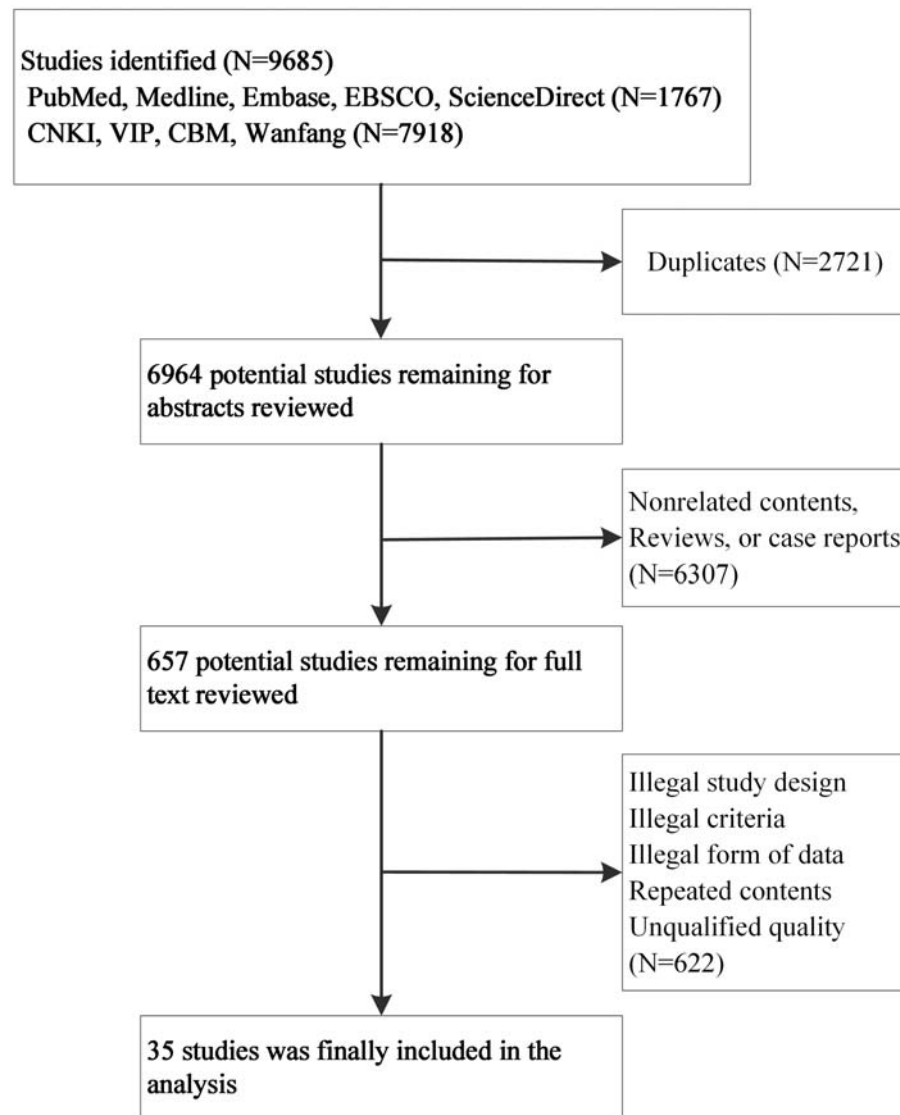 Studies identified (N=9685)
PubMed, Medline, Embase, EBSCO, ScienceDirect (N=1767)
CNKI, VIP, CBM, Wanfang (N=7918)
Duplicates (N=2721)
6964 potential studies remaining for
abstracts reviewed
Nonrelated contents,
Reviews, or case reports
(N=6307)
657 potential studies remaining for full
text reviewed
Illegal study design
Illegal criteria
Illegal form of data
Repeated contents
Unqualified quality
(N=622)
35 studies was finally included in the
analysis